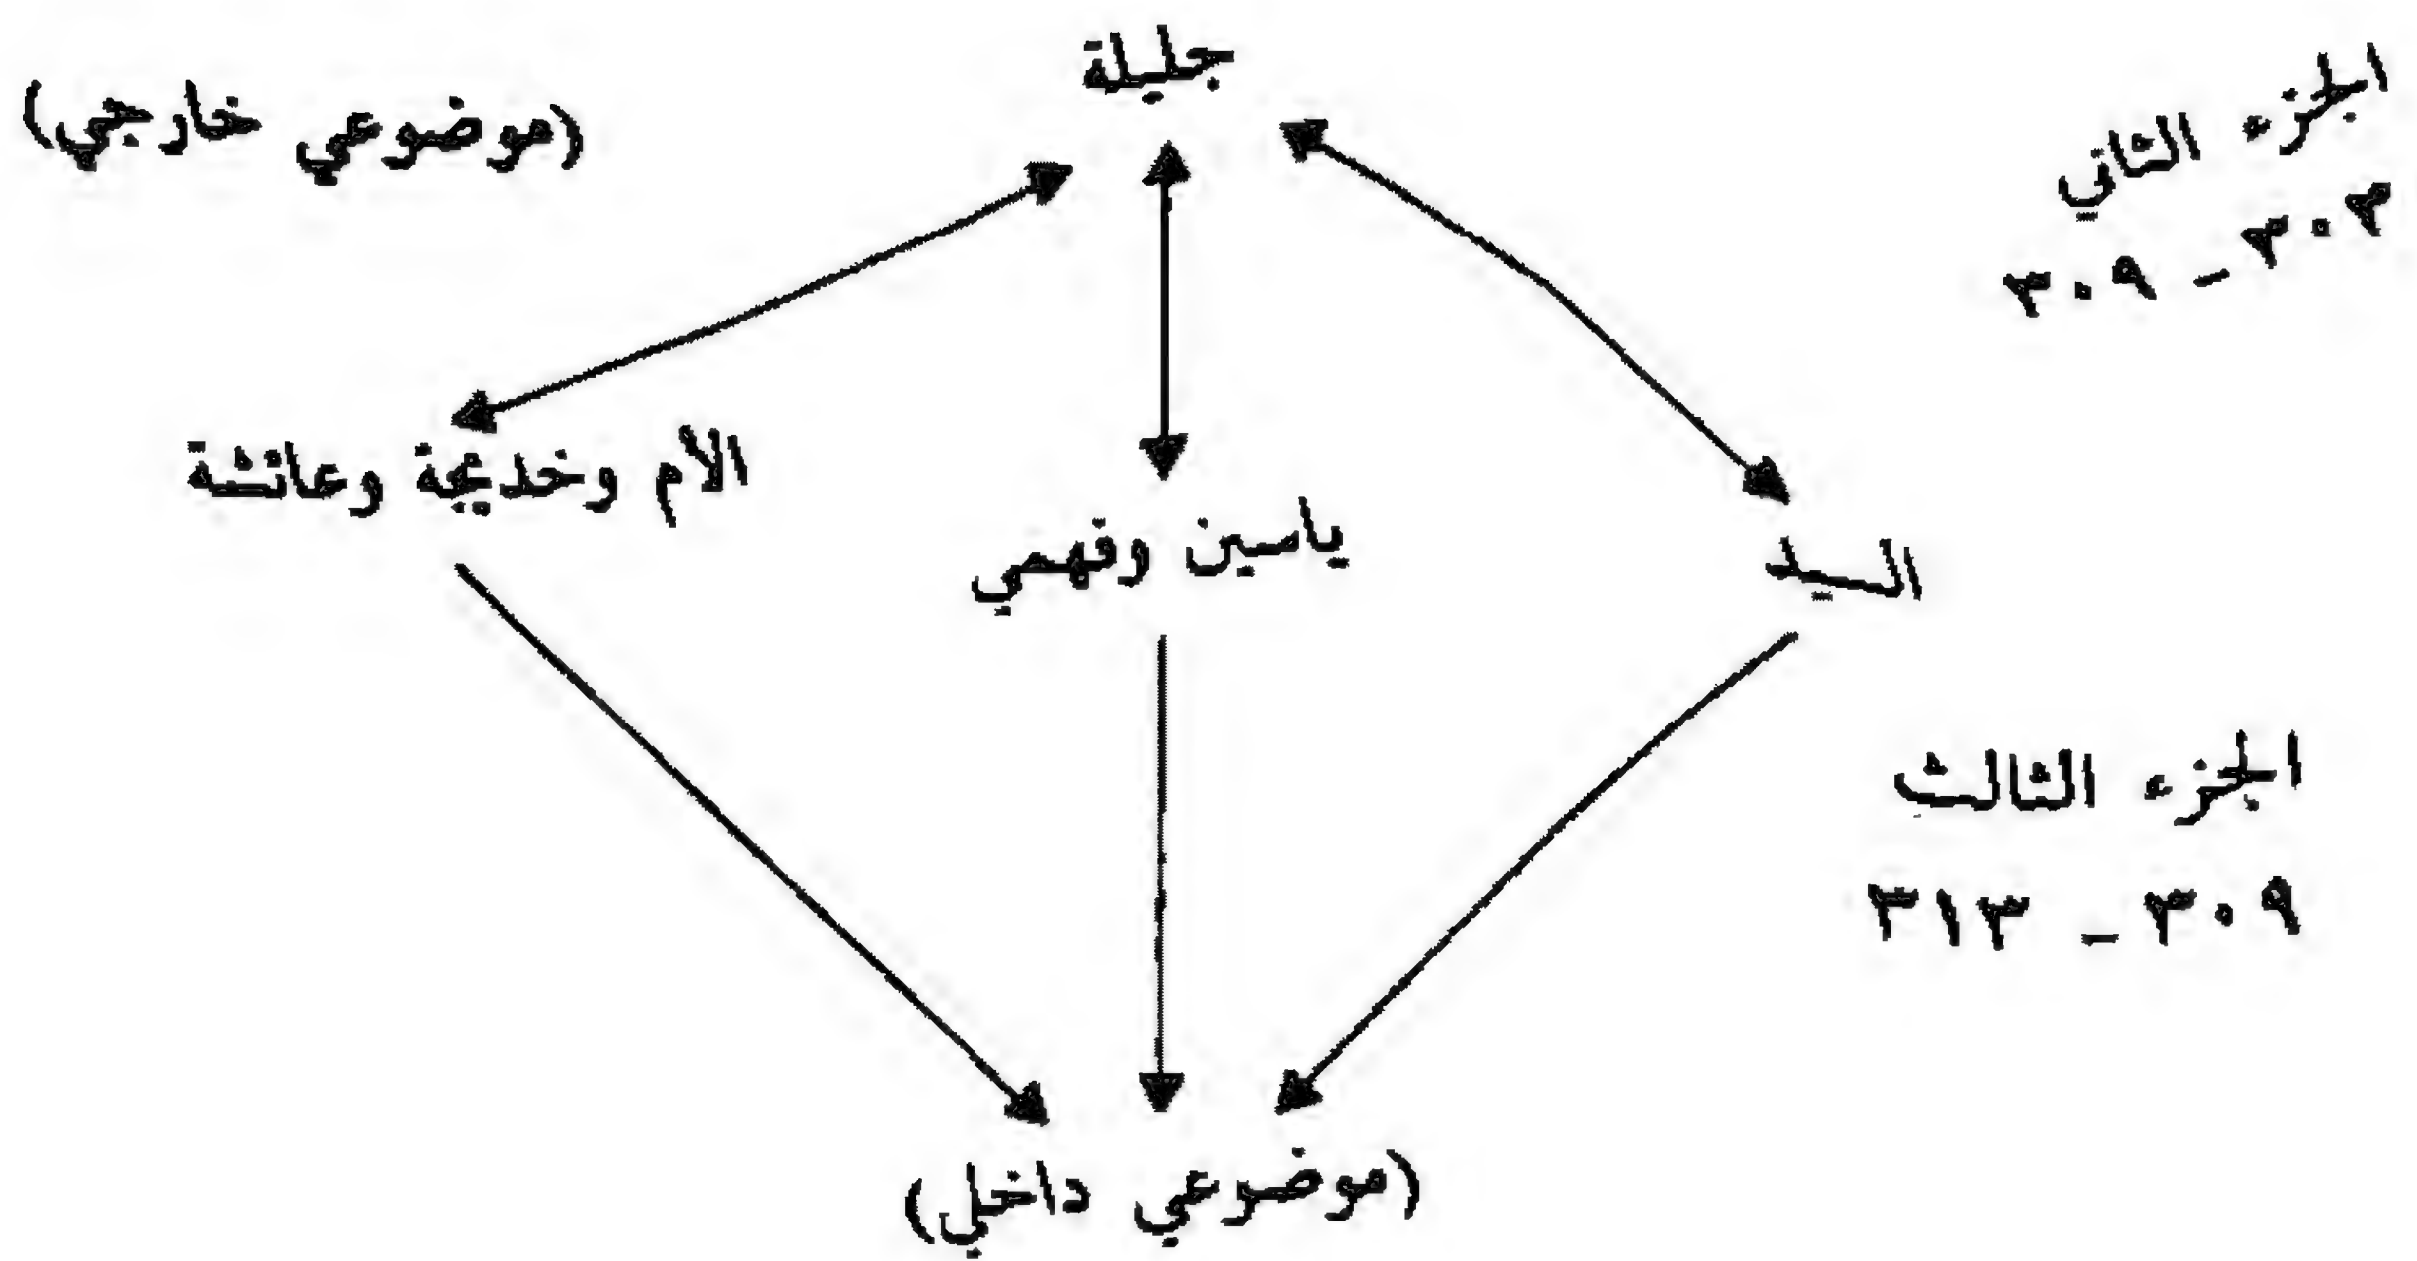 جليلة
(موضوعي خارجي)
الجزء الثاني
٣٠٣ – ٣٠٩
الأم وخديجة وعائشة
ياسين وفهمي
السيد
الجزء الثالث
٣٠٩ – ٣١٣
(موضوعي داخلي)